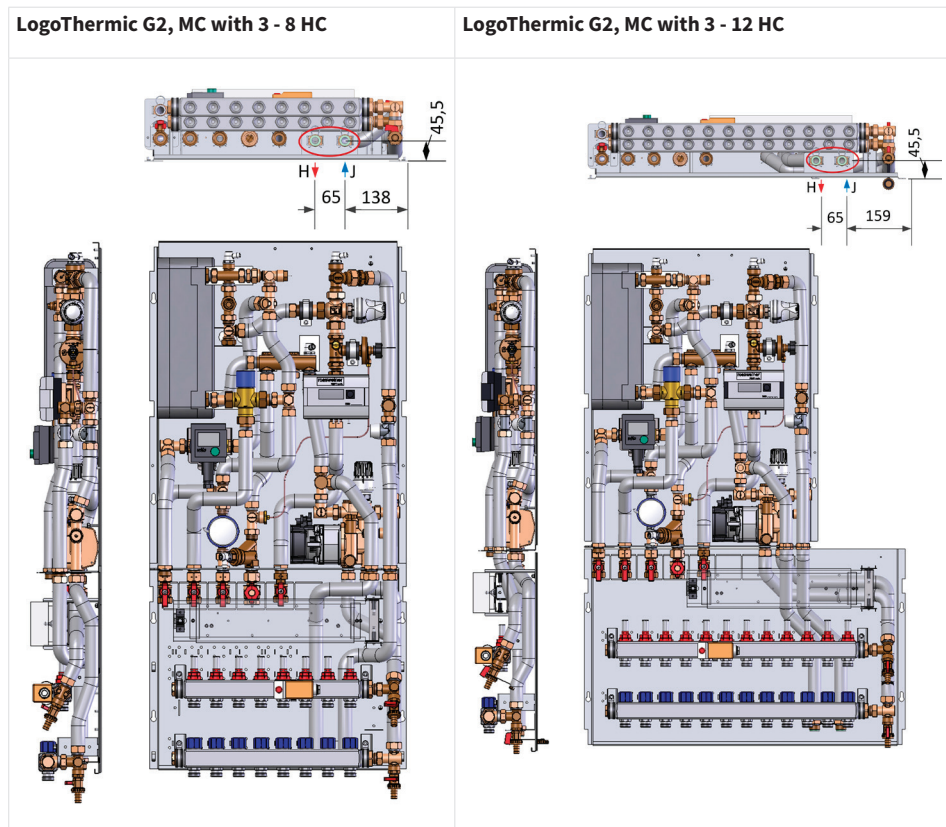 LogoThermic G2, MC with 3 - 8 HC
45,5
H
J
65
138
LogoThermic G2, MC with 3 - 12 HC
45,5
H
J
65
159